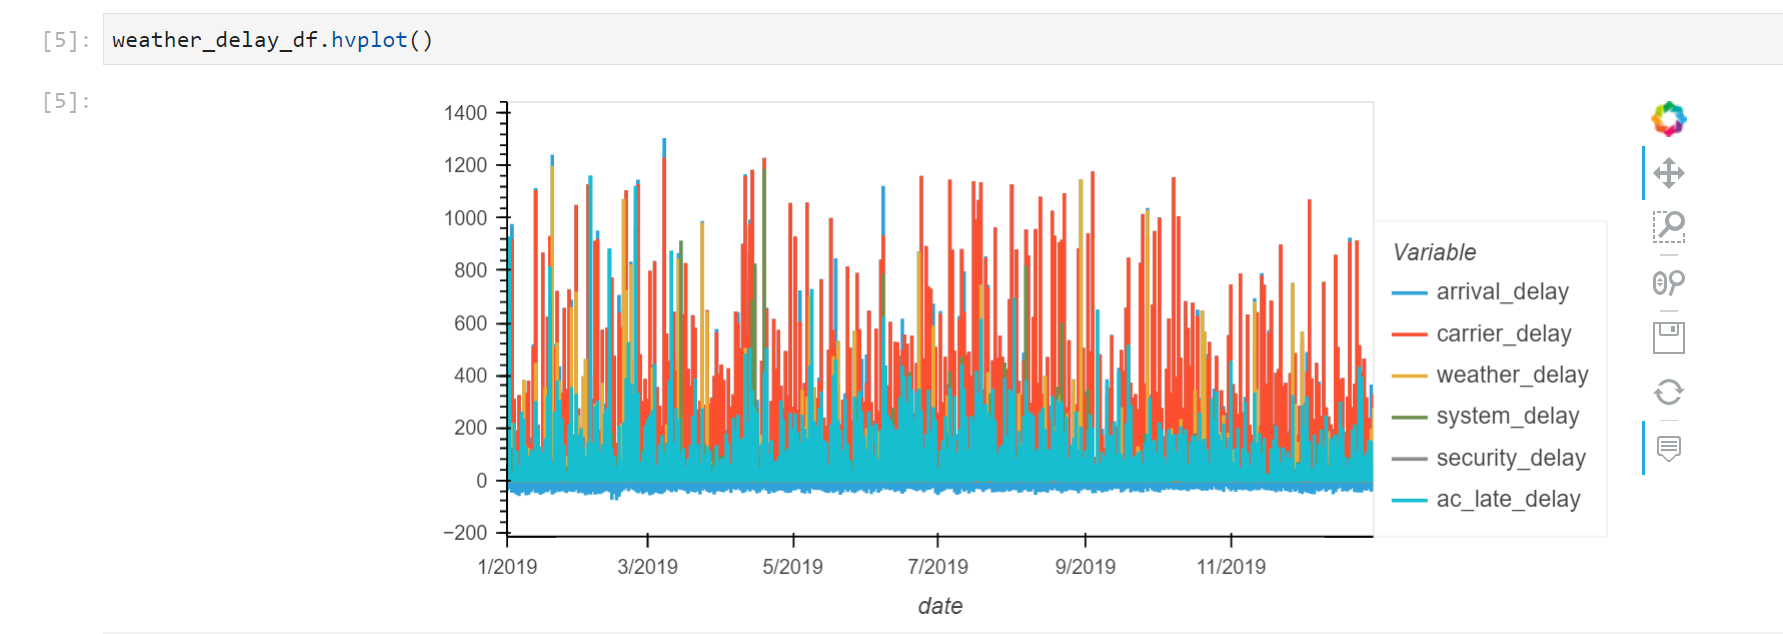 [5]: weather_delay_df.hvplot()
[5]:
1400
1200
1000
800
600
400
200
0
−200
1/2019 3/2019 5/2019 7/2019 9/2019 11/2019
date
Variable
arrival_delay
carrier_delay
weather_delay
system_delay
security_delay
ac_late_delay